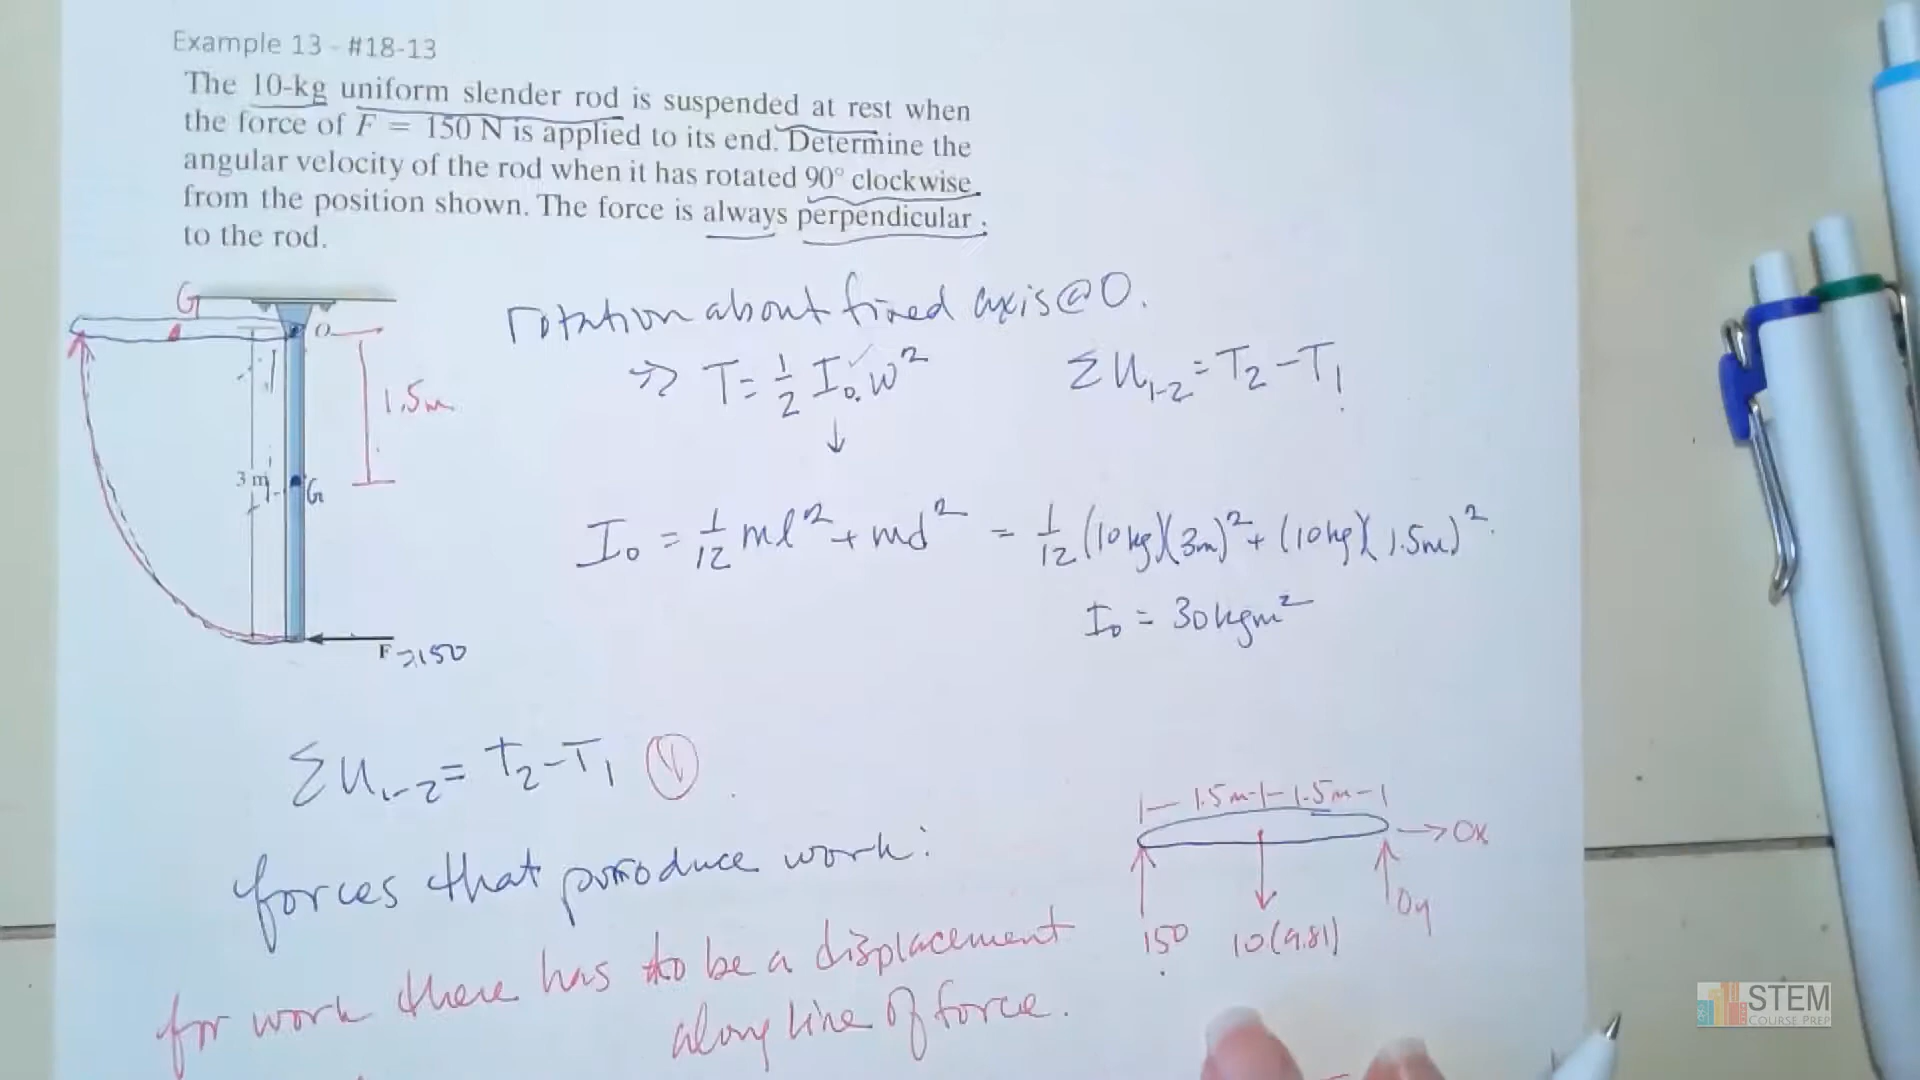 Example 13 - #18-13
The 10-kg uniform slender rod is suspended at rest when
the force of F = 150 N is applied to its end. Determine the
angular velocity of the rod when it has rotated 90° clockwise
from the position shown. The force is always perpendicular
to the rod.
G
O
1.5m
3 m
G
F = 150
rotation about fixed axis @ O.
=> T = 1/2 I₀ ω²
ΣU₁₋₂ = T₂ - T₁
↓
I₀ = 1/12 ml² + md² = 1/12 (10kg)(3m)² + (10kg)(1.5m)²
I₀ = 30kgm²
ΣU₁₋₂ = T₂ - T₁
forces that produce work:
for work there has to be a displacement
along line of force.
1.5m 1.5m
Ox
150 10(9.81) Oy
STEM
COURSE PREP